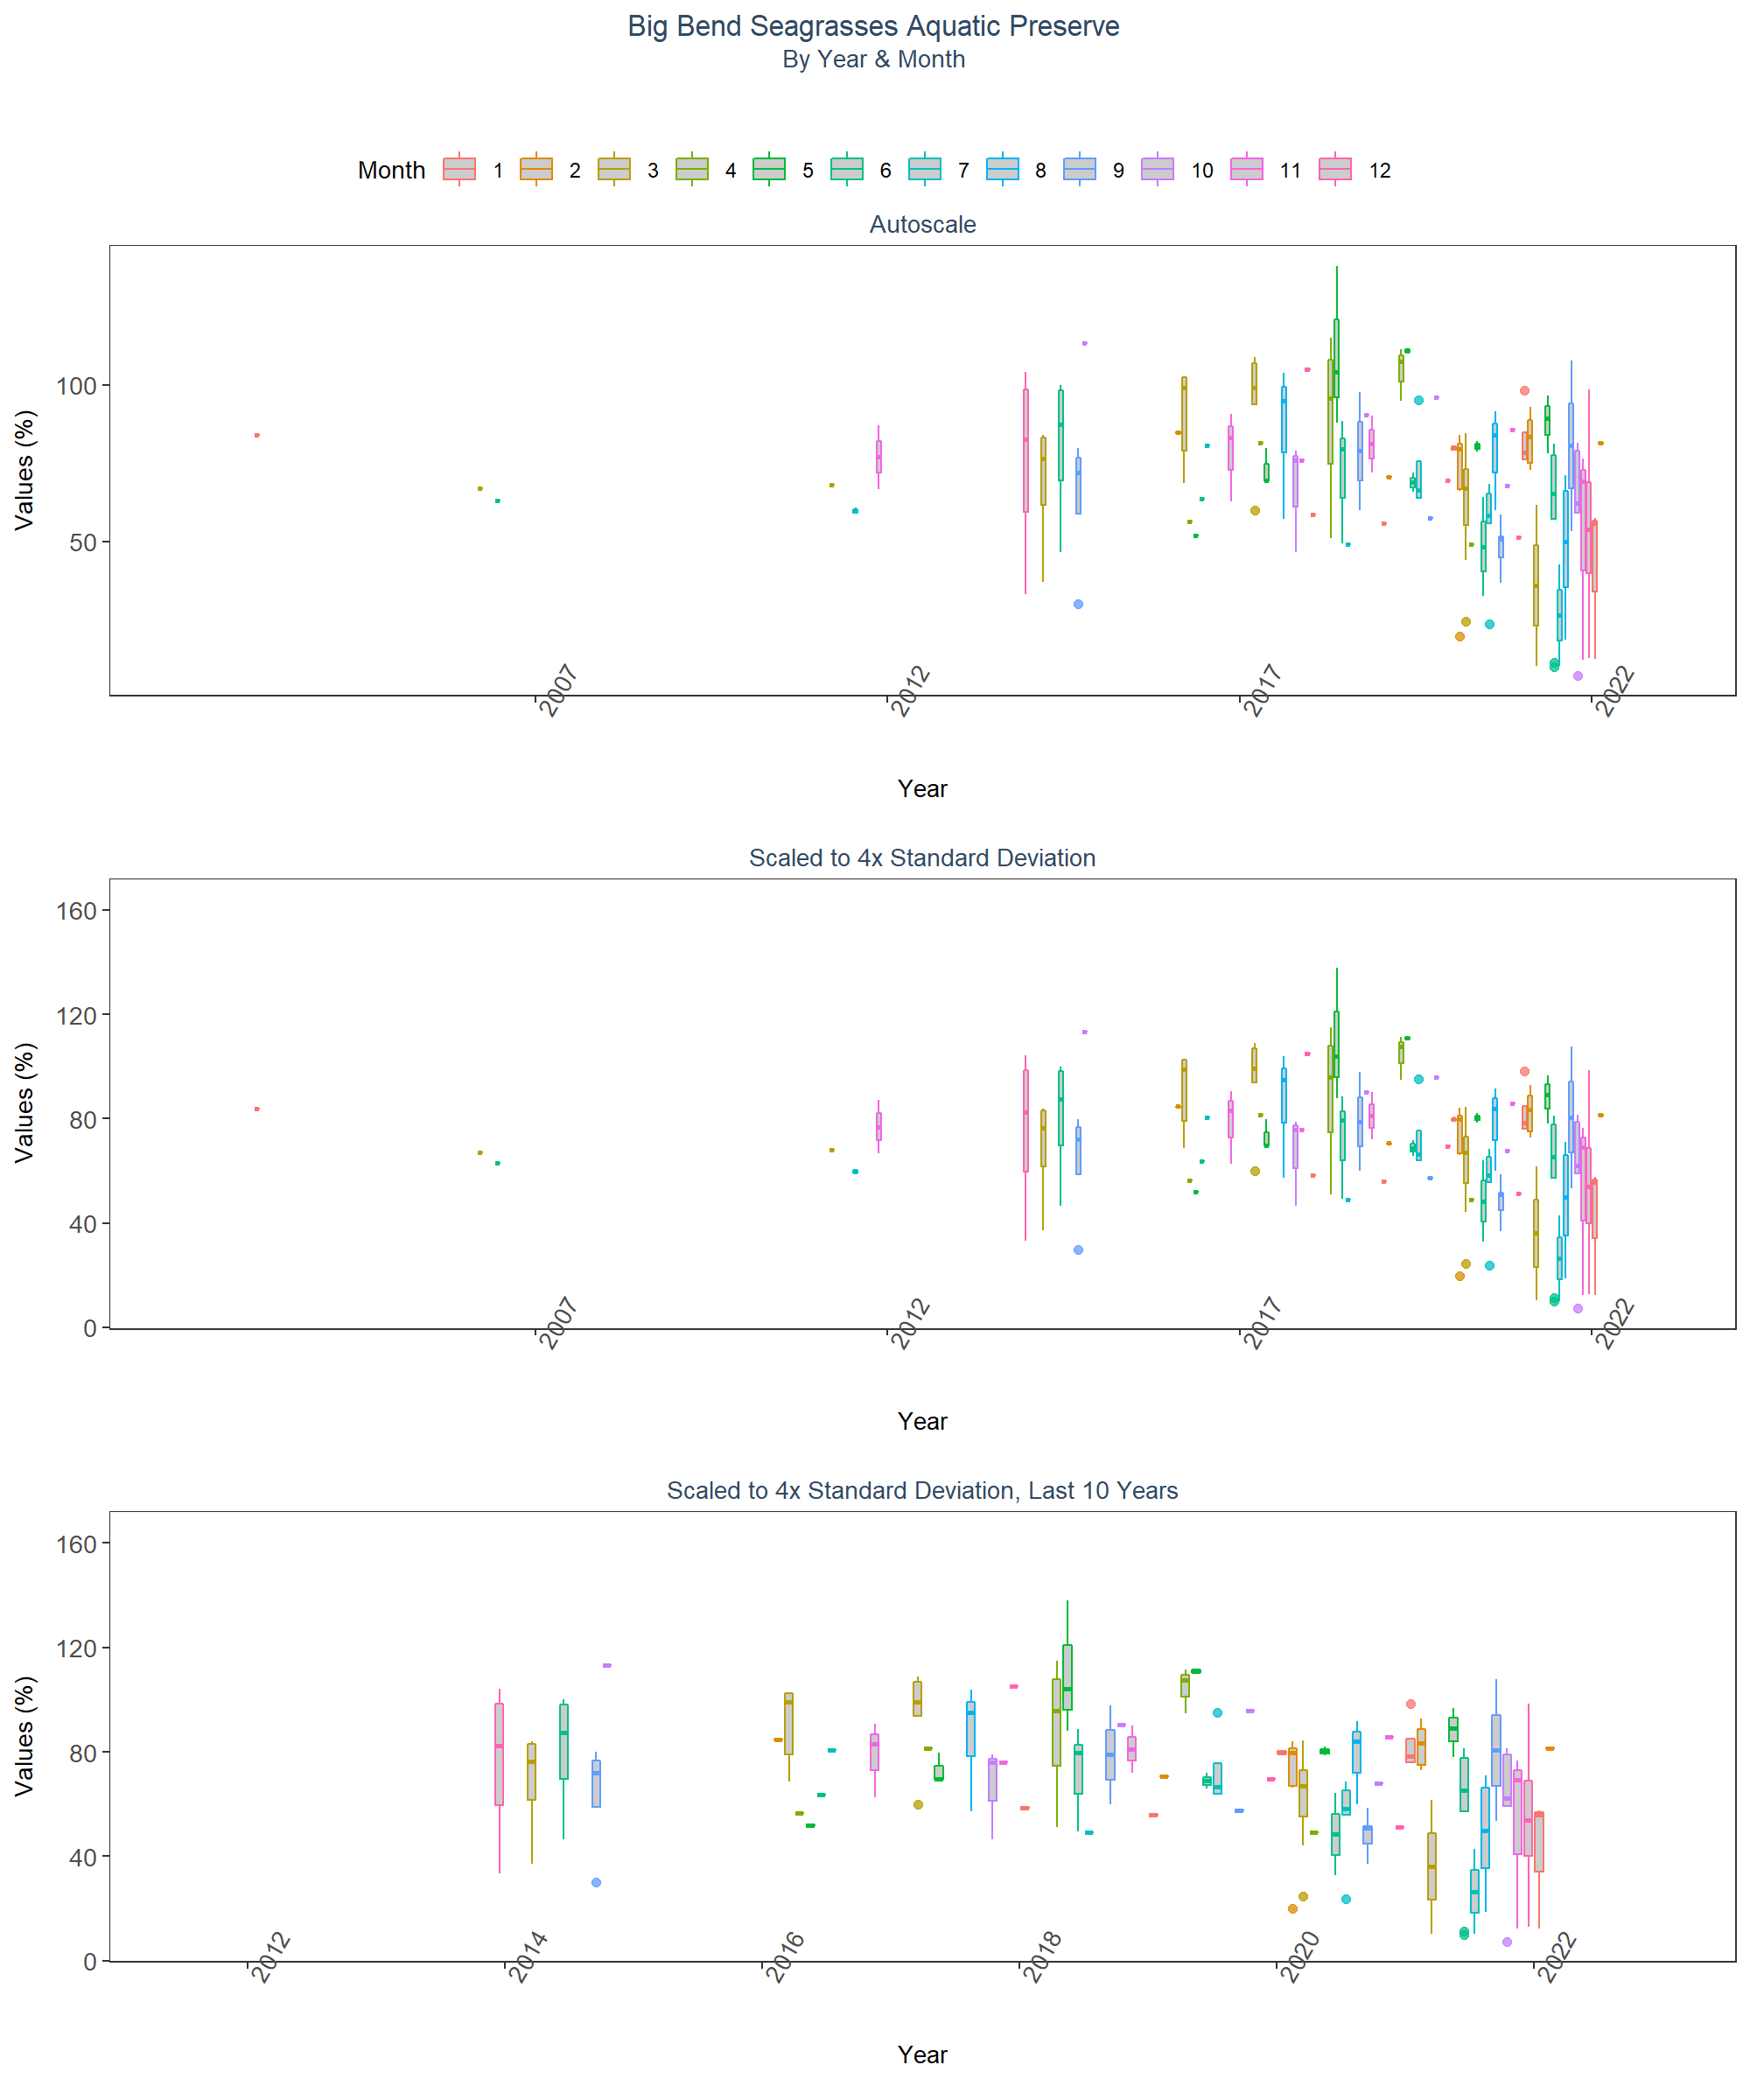 Big Bend Seagrasses Aquatic Preserve
By Year & Month
Month 1 2 3 4 5 6 7 8 9 10 11 12
Autoscale
Values (%)
100
50
2007 2012 2017 2022
Year
Scaled to 4x Standard Deviation
Values (%)
160
120
80
40
0
2007 2012 2017 2022
Year
Scaled to 4x Standard Deviation, Last 10 Years
Values (%)
160
120
80
40
0
2012 2014 2016 2018 2020 2022
Year